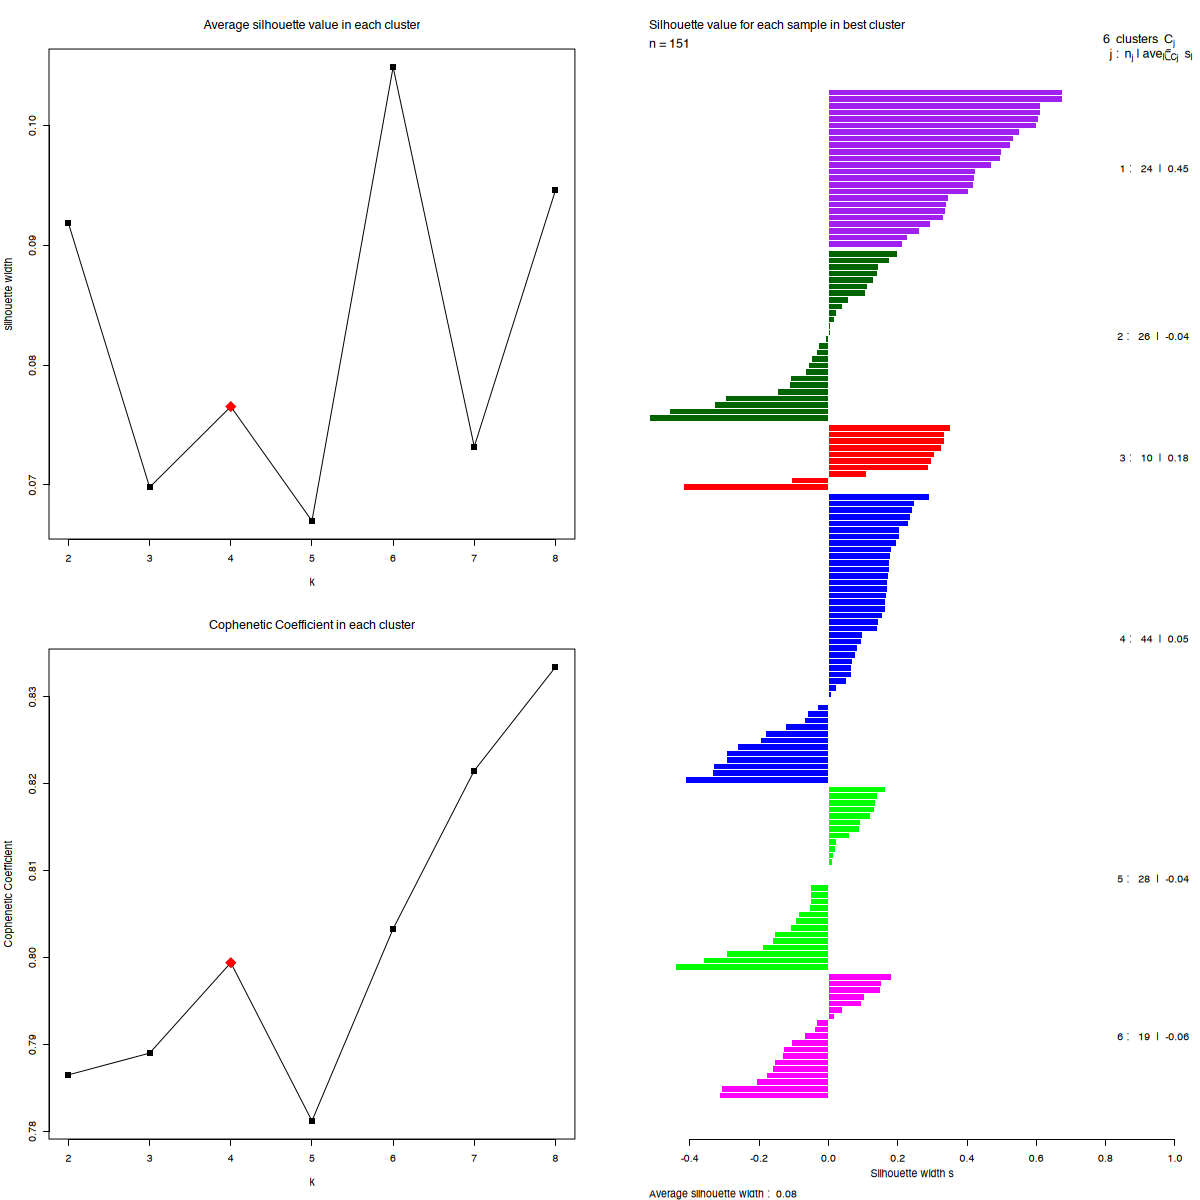 Average silhouette value in each cluster
silhouette width
0.07
0.08
0.09
0.10
2 3 4 5 6 7 8
k
Cophenetic Coefficient in each cluster
Cophenetic Coefficient
0.78
0.79
0.80
0.81
0.82
0.83
2 3 4 5 6 7 8
k
Silhouette value for each sample in best cluster
n = 151
6 clusters Cj
j : nj | avei∈Cj si
1 : 24 | 0.45
2 : 26 | -0.04
3 : 10 | 0.18
4 : 44 | 0.05
5 : 28 | -0.04
6 : 19 | -0.06
-0.4 -0.2 0.0 0.2 0.4 0.6 0.8 1.0
Silhouette width s
Average silhouette width : 0.08